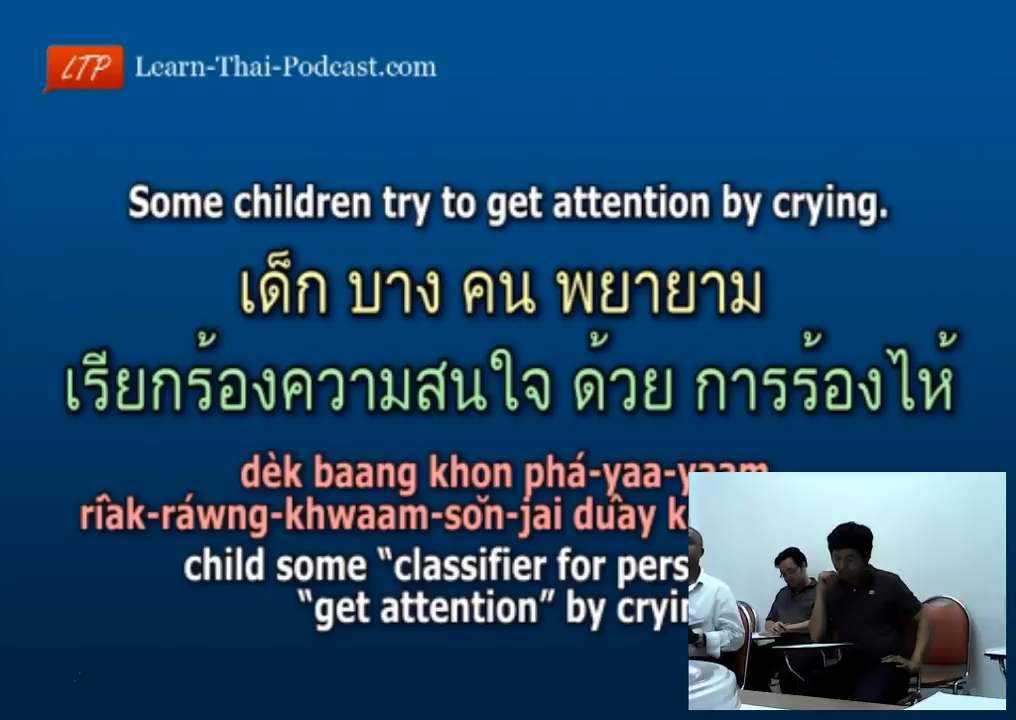 LTP Learn-Thai-Podcast.com
Some children try to get attention by crying.
เด็ก บาง คน พยายาม
เรียกร้องความสนใจ ด้วย การร้องไห้
dèk baang khon phá-yaa-yaam
rîak-ráwng-khwaam-sǒn-jai dûay
child some “classifier for
“get attention” by